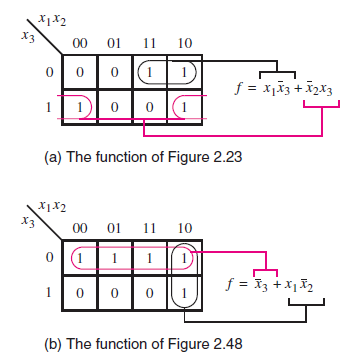 x₁x₂
x₃
00 01 11 10
0 0 0 1 1
1 1 0 0 1
f = x₁x̄₃ + x̄₂x₃
(a) The function of Figure 2.23
x₁x₂
x₃
00 01 11 10
0 1 1 1 1
1 0 0 0 1
f = x̄₃ + x₁x̄₂
(b) The function of Figure 2.48